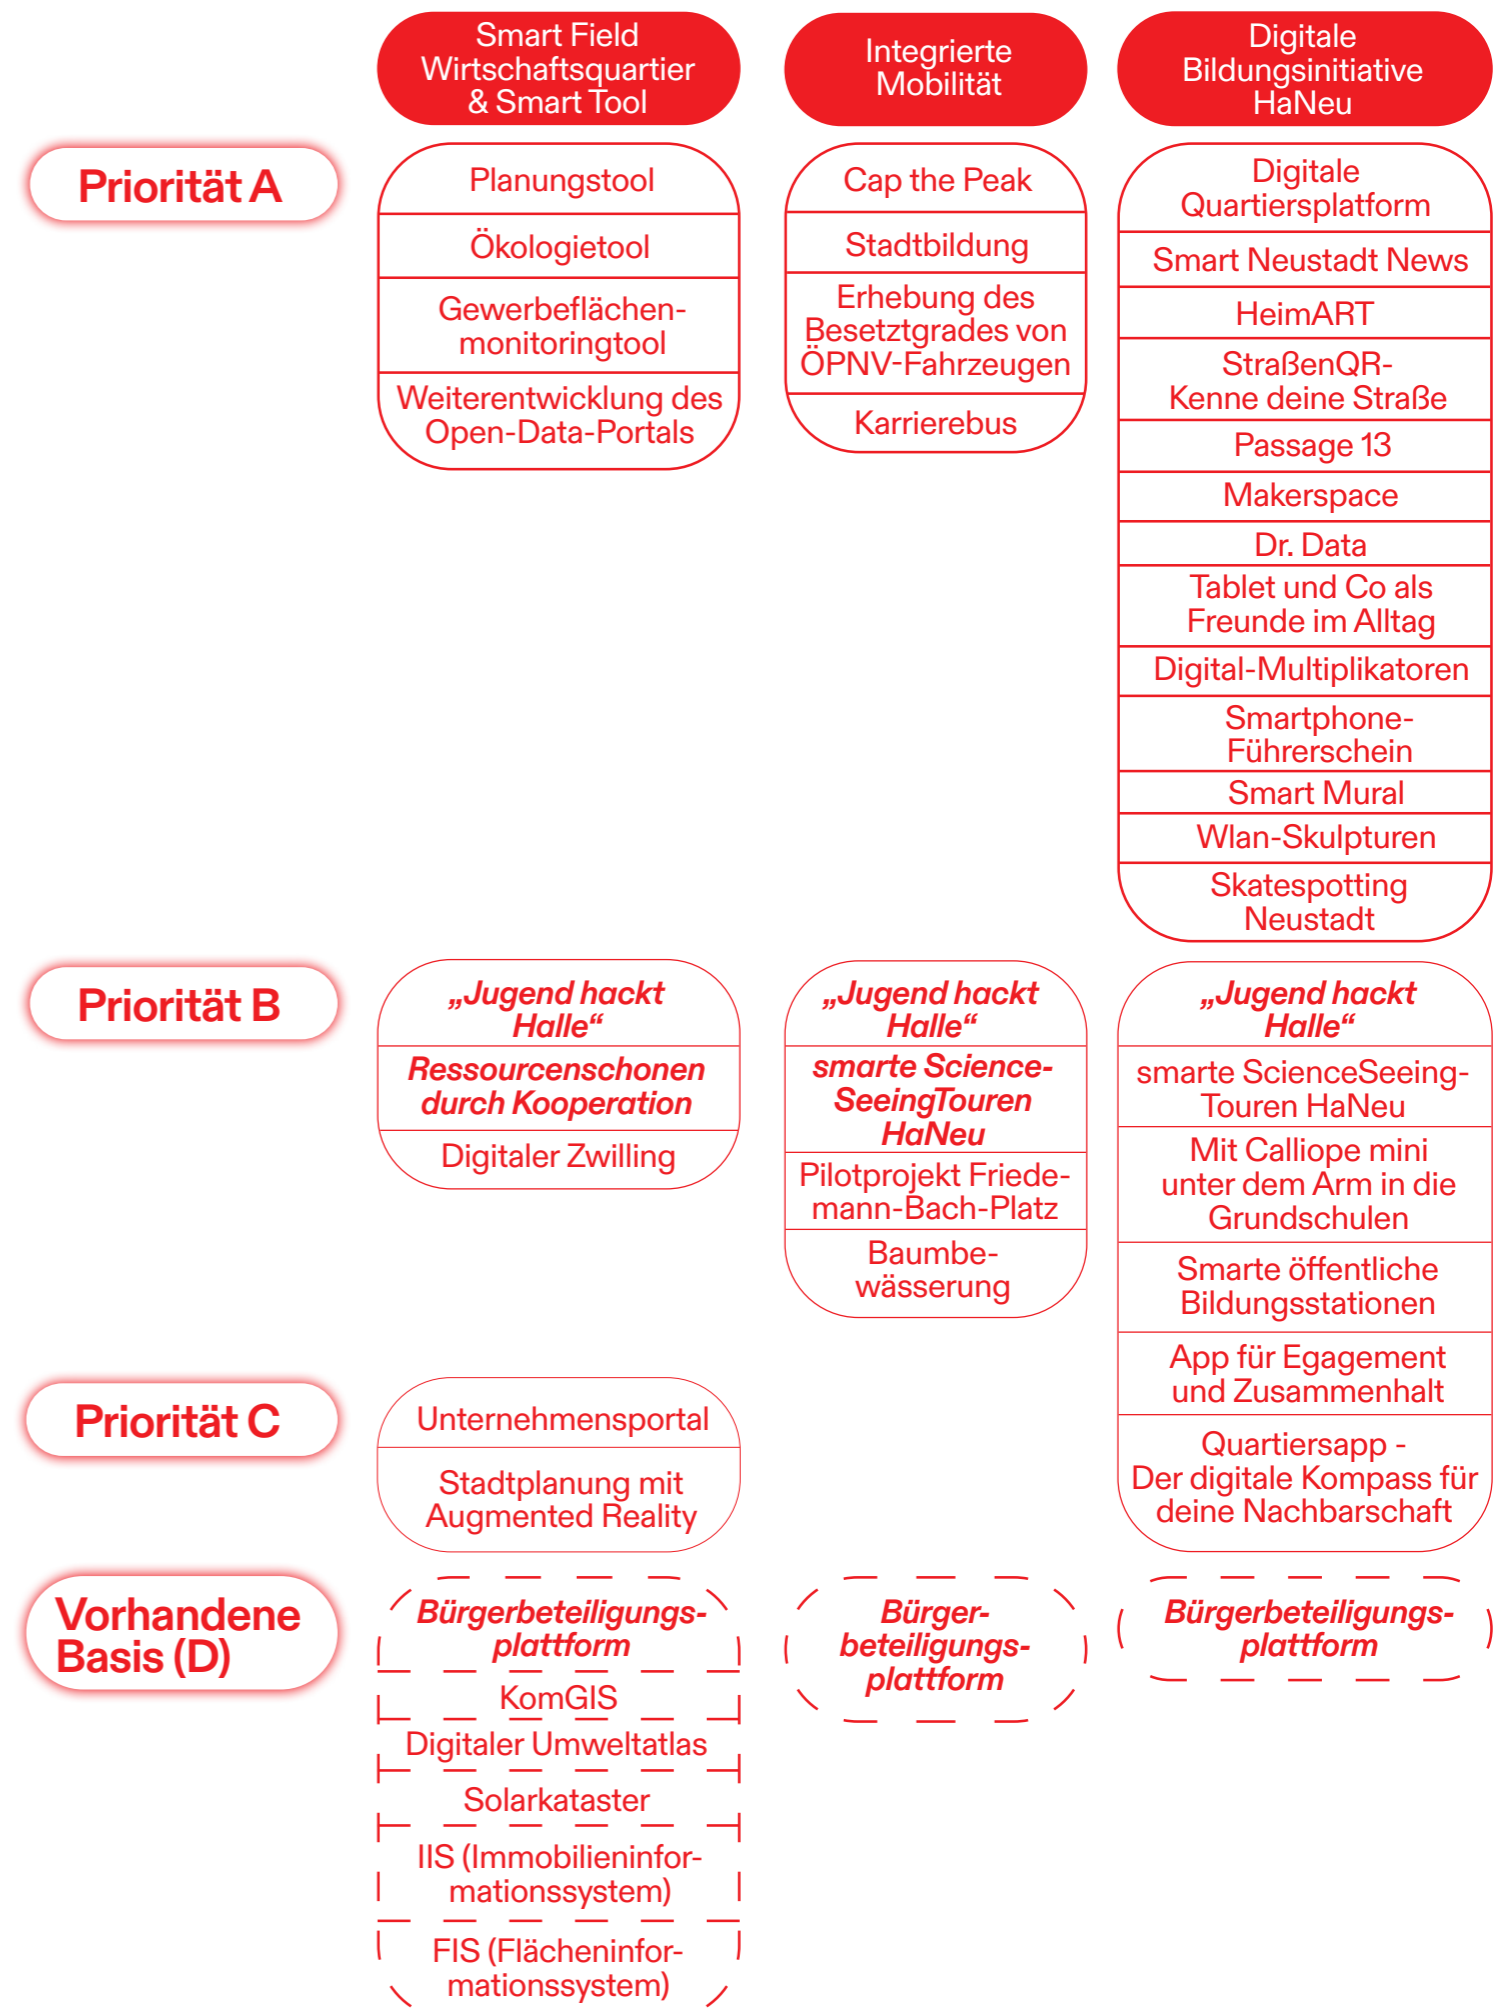 Smart Field
Wirtschaftsquartier
& Smart Tool
Integrierte
Mobilität
Digitale
Bildungsinitiative
HaNeu
Priorität A
Planungstool
Ökologietool
Gewerbeflächen-
monitoringtool
Weiterentwicklung des
Open-Data-Portals
Cap the Peak
Stadtbildung
Erhebung des
Besetztgrades von
ÖPNV-Fahrzeugen
Karrierebus
Digitale
Quartiersplatform
Smart Neustadt News
HeimART
StraßenQR-
Kenne deine Straße
Passage 13
Makerspace
Dr. Data
Tablet und Co als
Freunde im Alltag
Digital-Multiplikatoren
Smartphone-
Führerschein
Smart Mural
Wlan-Skulpturen
Skatespotting
Neustadt
Priorität B
„Jugend hackt
Halle“
Ressourcenschonen
durch Kooperation
Digitaler Zwilling
„Jugend hackt
Halle“
smarte Science-
SeeingTouren
HaNeu
Pilotprojekt Friede-
mann-Bach-Platz
Baumbe-
wässerung
„Jugend hackt
Halle“
smarte ScienceSeeing-
Touren HaNeu
Mit Calliope mini
unter dem Arm in die
Grundschulen
Smarte öffentliche
Bildungsstationen
App für Egagement
und Zusammenhalt
Quartiersapp -
Der digitale Kompass für
deine Nachbarschaft
Priorität C
Unternehmensportal
Stadtplanung mit
Augmented Reality
Vorhandene
Basis (D)
Bürgerbeteiligungs-
plattform
KomGIS
Digitaler Umweltatlas
Solarkataster
IIS (Immobilieninfor-
mationssystem)
FIS (Flächeninfor-
mationssystem)
Bürger-
beteiligungs-
plattform
Bürgerbeteiligungs-
plattform